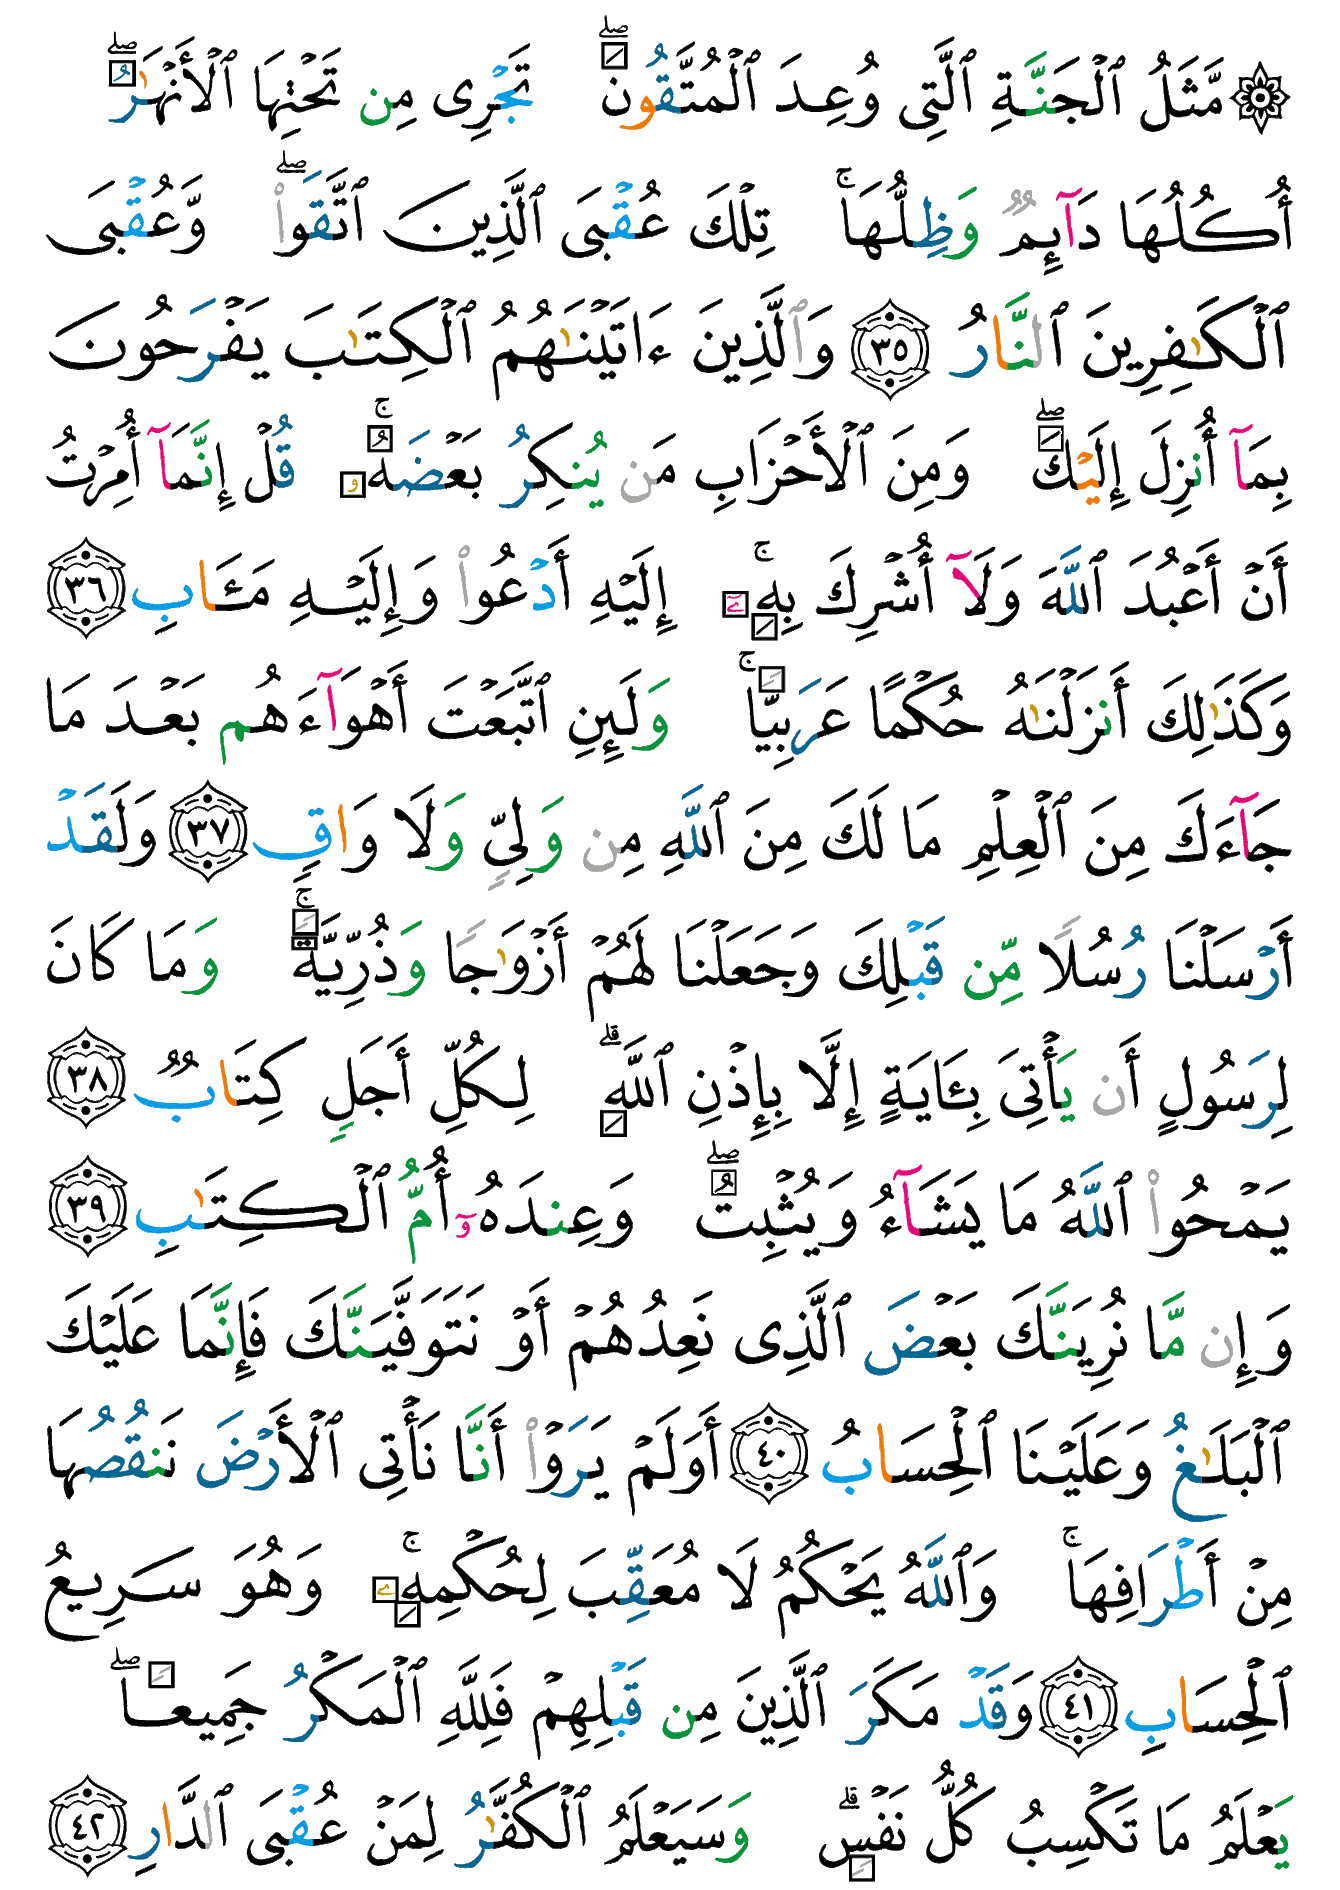 ۞ مَّثَلُ ٱلْجَنَّةِ ٱلَّتِى وُعِدَ ٱلْمُتَّقُونَ ۖ تَجْرِى مِن تَحْتِهَا ٱلْأَنْهَـٰرُ ۖ
أُكُلُهَا دَآئِمٌ وَظِلُّهَا ۚ تِلْكَ عُقْبَى ٱلَّذِينَ ٱتَّقَوا۟ ۖ وَّعُقْبَى
ٱلْكَـٰفِرِينَ ٱلنَّارُ ٣٥ وَٱلَّذِينَ ءَاتَيْنَـٰهُمُ ٱلْكِتَـٰبَ يَفْرَحُونَ
بِمَآ أُنزِلَ إِلَيْكَ ۖ وَمِنَ ٱلْأَحْزَابِ مَن يُنكِرُ بَعْضَهُۥ ۚ قُلْ إِنَّمَآ أُمِرْتُ
أَنْ أَعْبُدَ ٱللَّهَ وَلَآ أُشْرِكَ بِهِۦٓ ۚ إِلَيْهِ أَدْعُوا۟ وَإِلَيْهِ مَـَٔابِ ٣٦
وَكَذَٰلِكَ أَنزَلْنَـٰهُ حُكْمًا عَرَبِيًّا ۚ وَلَئِنِ ٱتَّبَعْتَ أَهْوَآءَهُم بَعْدَ مَا
جَآءَكَ مِنَ ٱلْعِلْمِ مَا لَكَ مِنَ ٱللَّهِ مِن وَلِىٍّ وَلَا وَاقٍ ٣٧ وَلَقَدْ
أَرْسَلْنَا رُسُلًا مِّن قَبْلِكَ وَجَعَلْنَا لَهُمْ أَزْوَٰجًا وَذُرِّيَّةً ۚ وَمَا كَانَ
لِرَسُولٍ أَن يَأْتِىَ بِـَٔايَةٍ إِلَّا بِإِذْنِ ٱللَّهِ ۗ لِكُلِّ أَجَلٍ كِتَابٌ ٣٨
يَمْحُوا۟ ٱللَّهُ مَا يَشَآءُ وَيُثْبِتُ ۖ وَعِندَهُۥٓ أُمُّ ٱلْكِتَـٰبِ ٣٩
وَإِن مَّا نُرِيَنَّكَ بَعْضَ ٱلَّذِى نَعِدُهُمْ أَوْ نَتَوَفَّيَنَّكَ فَإِنَّمَا عَلَيْكَ
ٱلْبَلَـٰغُ وَعَلَيْنَا ٱلْحِسَابُ ٤٠ أَوَلَمْ يَرَوْا۟ أَنَّا نَأْتِى ٱلْأَرْضَ نَنقُصُهَا
مِنْ أَطْرَافِهَا ۚ وَٱللَّهُ يَحْكُمُ لَا مُعَقِّبَ لِحُكْمِهِۦ ۚ وَهُوَ سَرِيعُ
ٱلْحِسَابِ ٤١ وَقَدْ مَكَرَ ٱلَّذِينَ مِن قَبْلِهِمْ فَلِلَّهِ ٱلْمَكْرُ جَمِيعًا ۖ
يَعْلَمُ مَا تَكْسِبُ كُلُّ نَفْسٍ ۗ وَسَيَعْلَمُ ٱلْكُفَّـٰرُ لِمَنْ عُقْبَى ٱلدَّارِ ٤٢